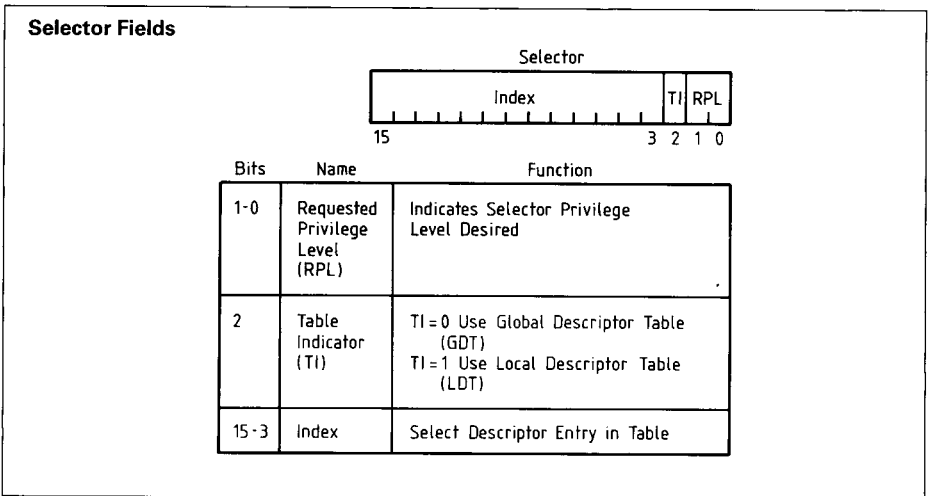 Selector Fields
Selector
Index TI RPL
15 3 2 1 0
Bits Name Function
1-0 Requested Privilege Level (RPL) Indicates Selector Privilege Level Desired
2 Table Indicator (TI) TI=0 Use Global Descriptor Table (GDT)
TI=1 Use Local Descriptor Table (LDT)
15-3 Index Select Descriptor Entry in Table